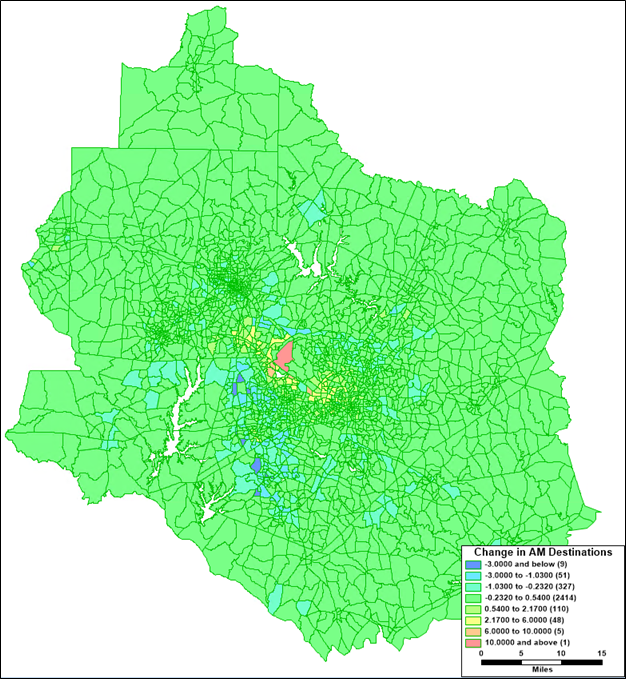 Change in AM Destinations
-3.0000 and below (9)
-3.0000 to -1.0300 (51)
-1.0300 to -0.2320 (327)
-0.2320 to 0.5400 (2414)
0.5400 to 2.1700 (110)
2.1700 to 6.0000 (48)
6.0000 to 10.0000 (5)
10.0000 and above (1)
0 5 10 15
Miles